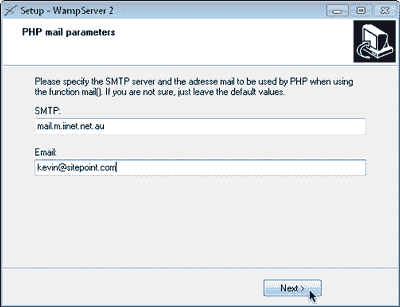 Setup - WampServer 2
PHP mail parameters
Please specify the SMTP server and the adresse mail to be used by PHP when using
the function mail(). If you are not sure, just leave the default values.
SMTP:
mail.m.iinet.net.au
Email:
kevin@sitepoint.com
Next >